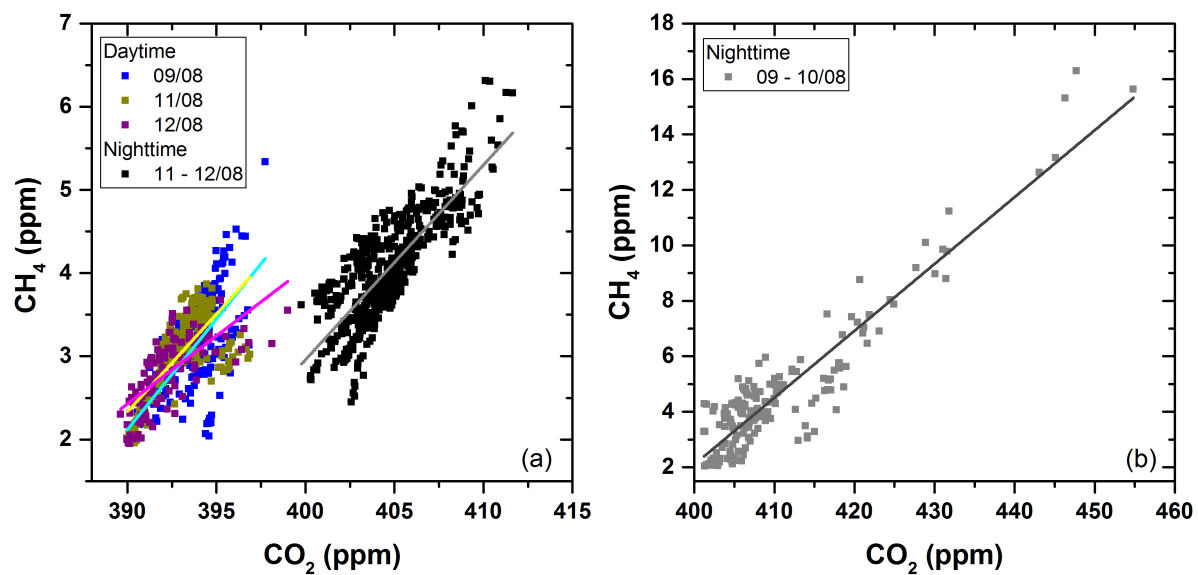 7
6
5
4
3
2
CH4 (ppm)
Daytime
09/08
11/08
12/08
Nighttime
11 - 12/08
(a)
390 395 400 405 410 415
CO2 (ppm)
18
16
14
12
10
8
6
4
2
CH4 (ppm)
Nighttime
09 - 10/08
(b)
400 410 420 430 440 450 460
CO2 (ppm)